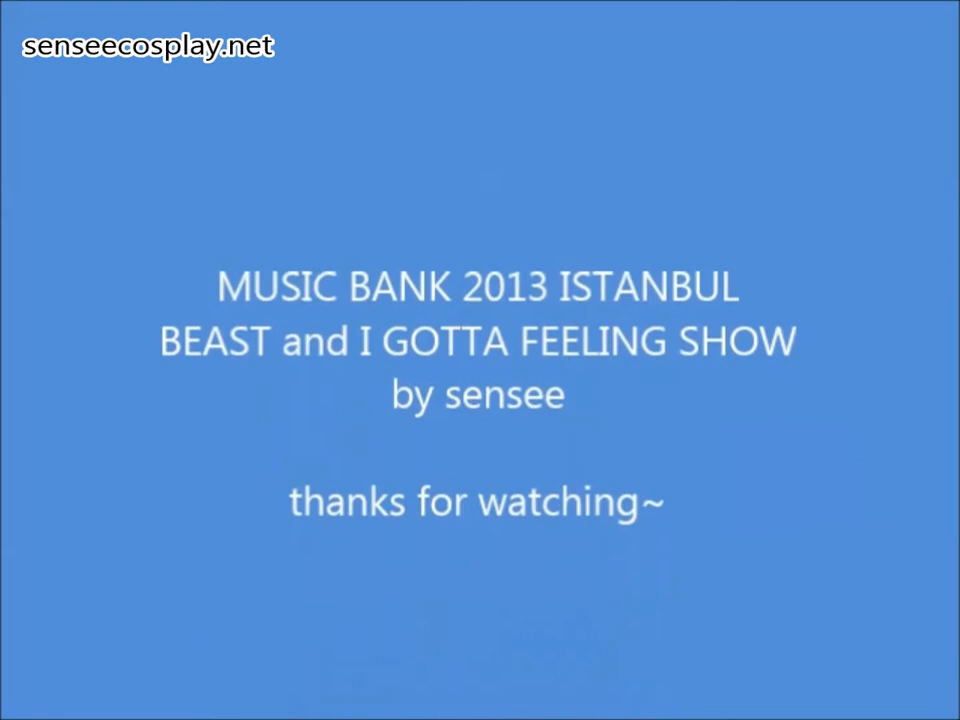 senseecosplay.net
MUSIC BANK 2013 ISTANBUL
BEAST and I GOTTA FEELING SHOW
by sensee
thanks for watching~